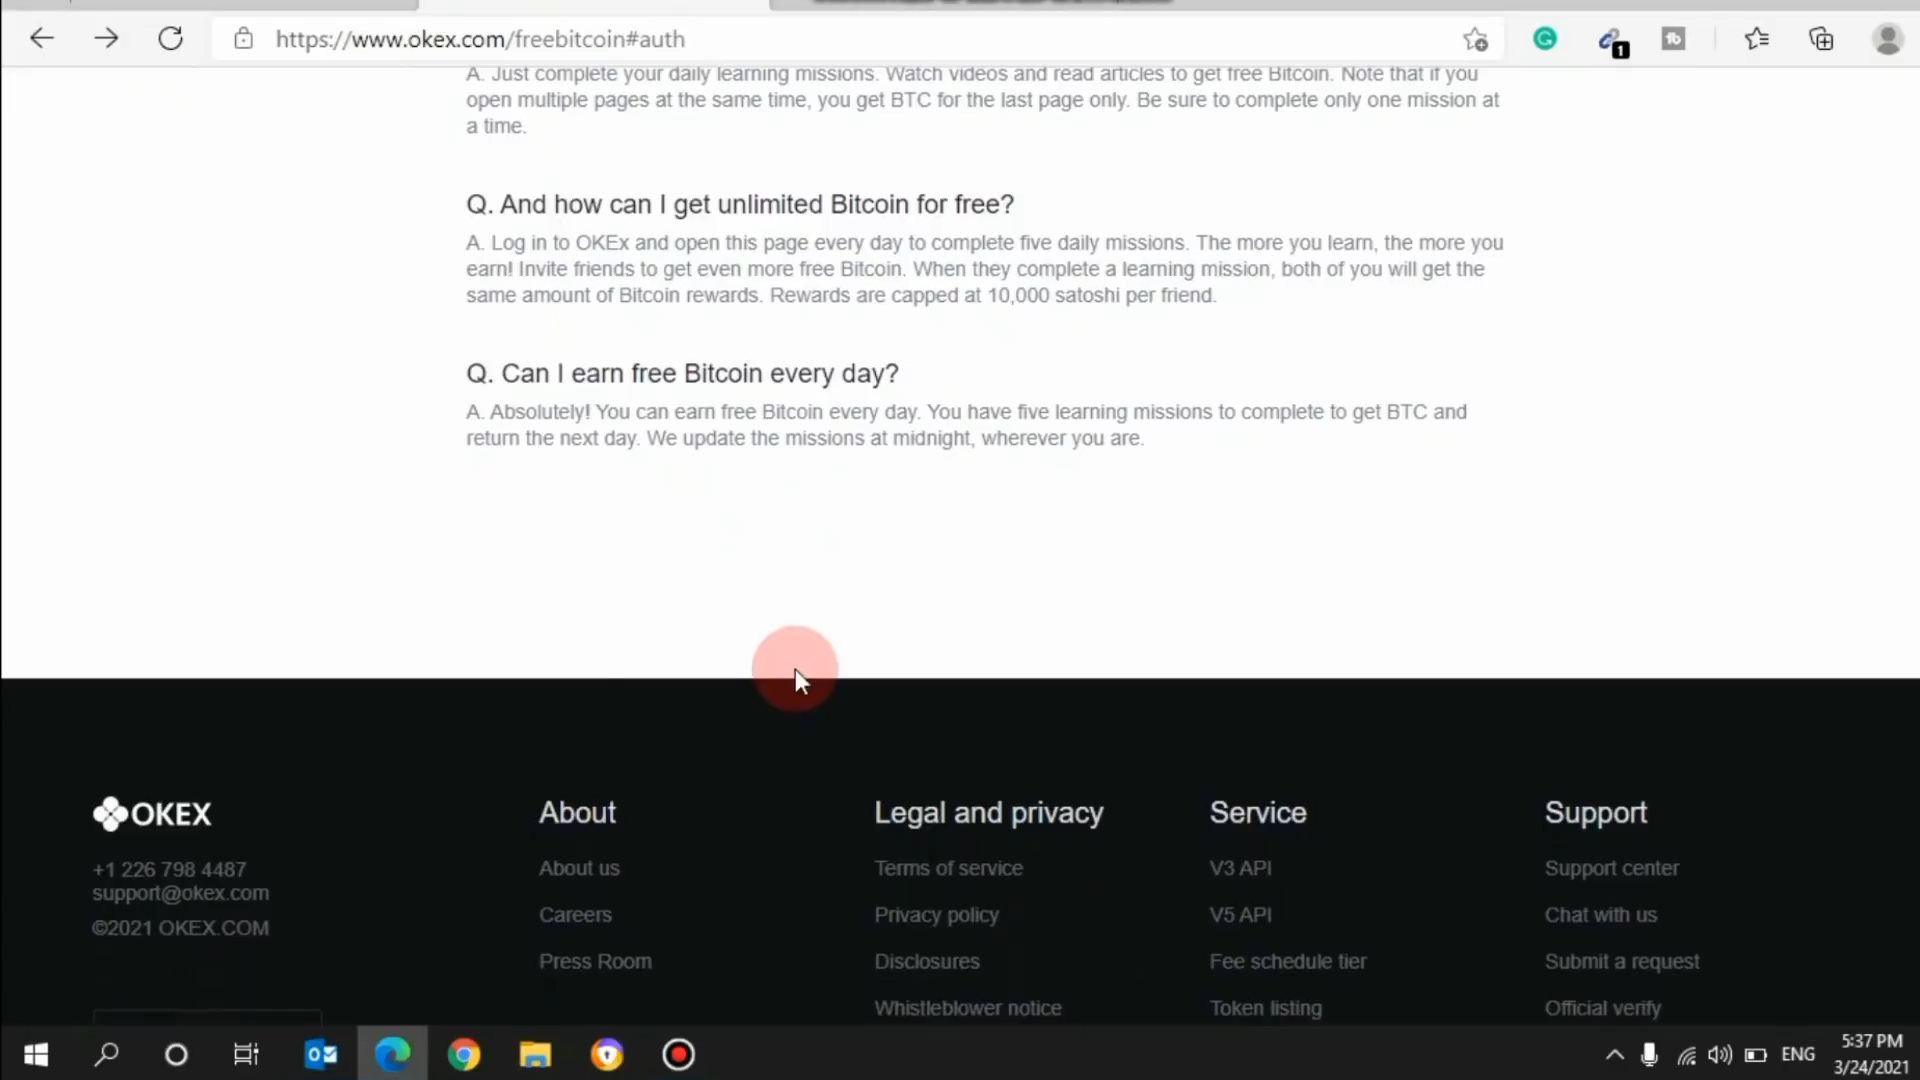 https://www.okex.com/freebitcoin#auth
1
A. Just complete your daily learning missions. Watch videos and read articles to get free Bitcoin. Note that if you
open multiple pages at the same time, you get BTC for the last page only. Be sure to complete only one mission at
a time.
Q. And how can I get unlimited Bitcoin for free?
A. Log in to OKEx and open this page every day to complete five daily missions. The more you learn, the more you
earn! Invite friends to get even more free Bitcoin. When they complete a learning mission, both of you will get the
same amount of Bitcoin rewards. Rewards are capped at 10,000 satoshi per friend.
Q. Can I earn free Bitcoin every day?
A. Absolutely! You can earn free Bitcoin every day. You have five learning missions to complete to get BTC and
return the next day. We update the missions at midnight, wherever you are.
OKEX
+1 226 798 4487
support@okex.com
©2021 OKEX.COM
About
About us
Careers
Press Room
Legal and privacy
Terms of service
Privacy policy
Disclosures
Whistleblower notice
Service
V3 API
V5 API
Fee schedule tier
Token listing
Support
Support center
Chat with us
Submit a request
Official verify
ENG
5:37 PM
3/24/2021